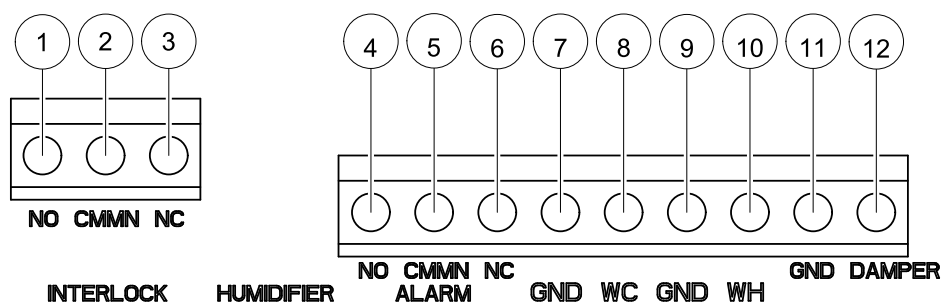 1 2 3 4 5 6 7 8 9 10 11 12
NO CMMN NC
NO CMMN NC GND DAMPER
INTERLOCK HUMIDIFIER ALARM GND WC GND WH